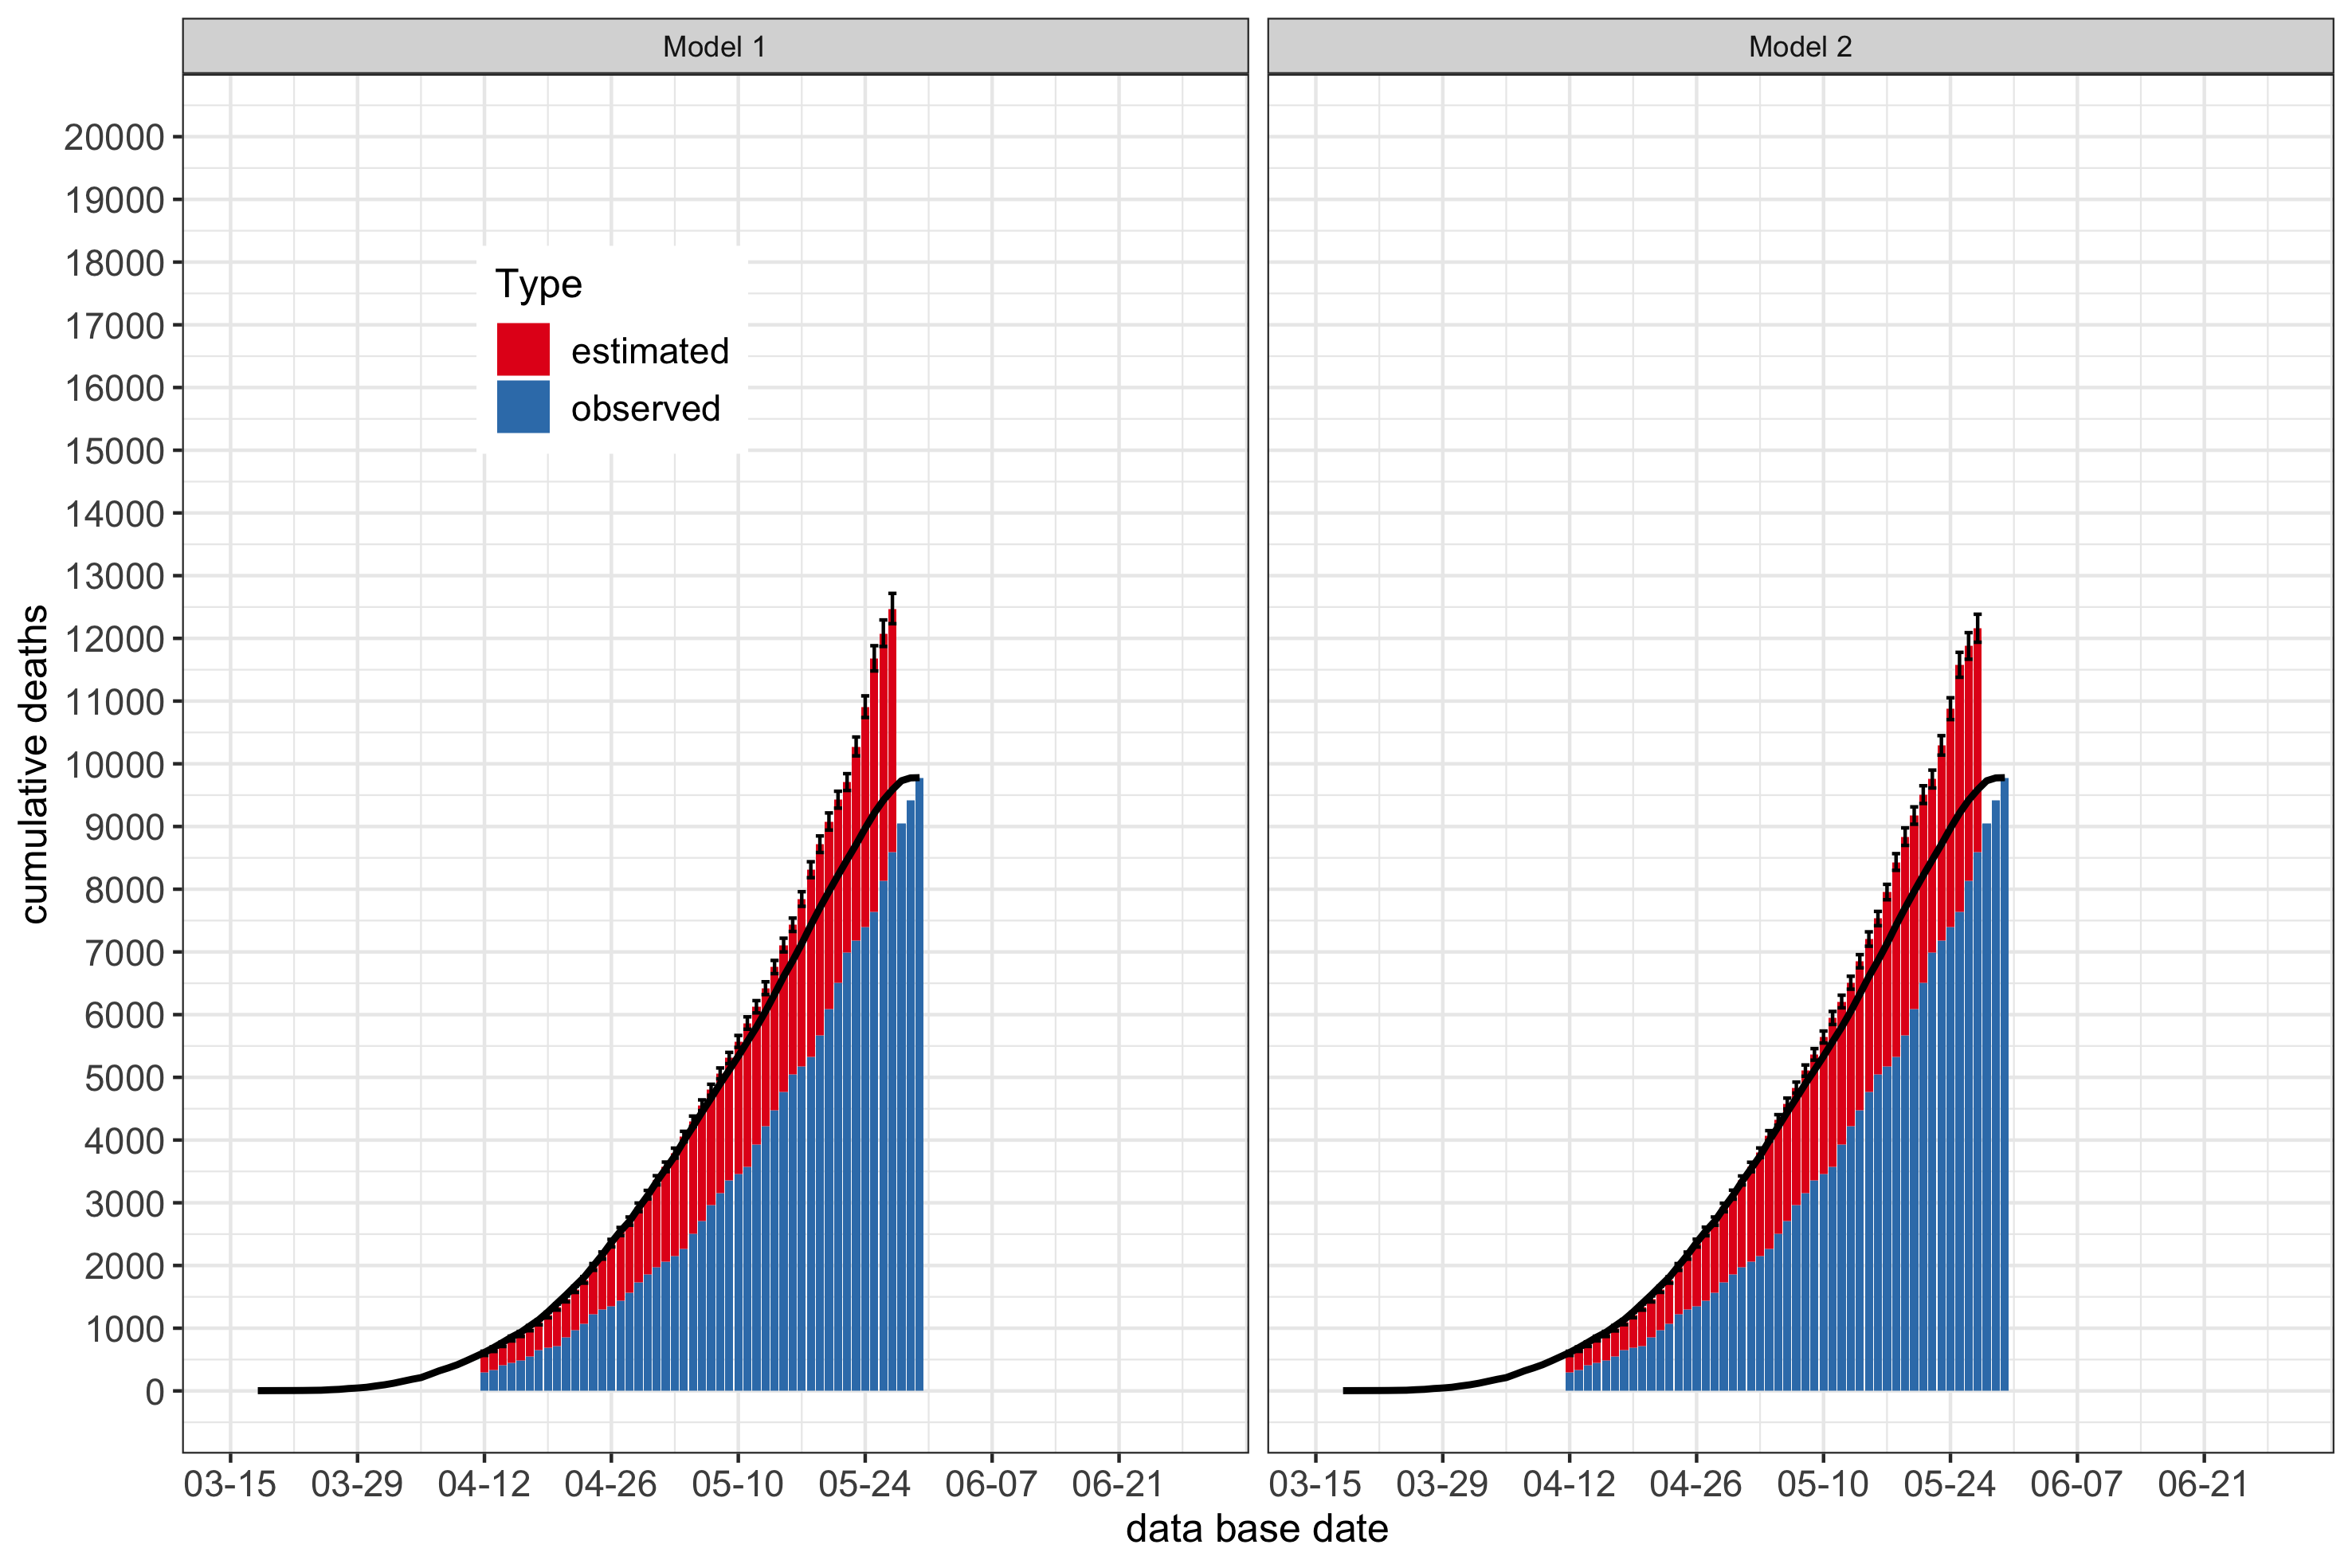 Model 1
Model 2
20000
19000
18000
17000
16000
15000
14000
13000
12000
11000
10000
9000
8000
7000
6000
5000
4000
3000
2000
1000
0
cumulative deaths
Type
estimated
observed
03-15 03-29 04-12 04-26 05-10 05-24 06-07 06-21
03-15 03-29 04-12 04-26 05-10 05-24 06-07 06-21
data base date